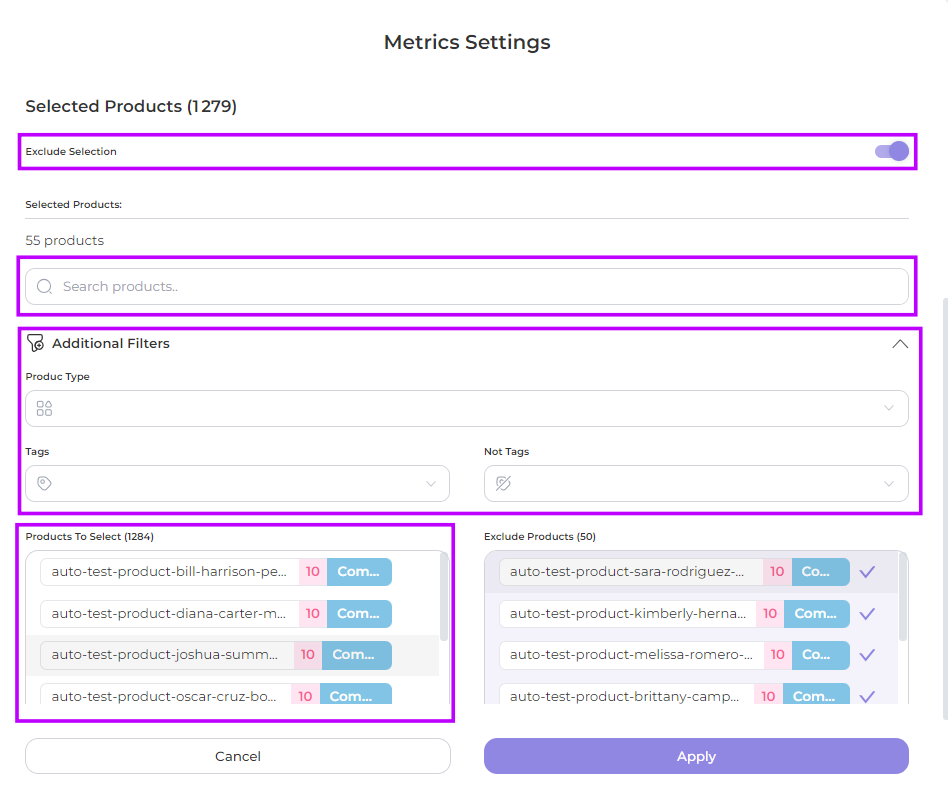 Metrics Settings
Selected Products (1279)
Exclude Selection
Selected Products:
55 products
Search products..
Additional Filters
Produc Type
Tags
Not Tags
Products To Select (1284)
auto-test-product-bill-harrison-pe... 10 Com...
auto-test-product-diana-carter-m... 10 Com...
auto-test-product-joshua-summ... 10 Com...
auto-test-product-oscar-cruz-bo... 10 Com...
Exclude Products (50)
auto-test-product-sara-rodriguez-... 10 Co...
auto-test-product-kimberly-herna... 10 Com...
auto-test-product-melissa-romero-... 10 Co...
auto-test-product-brittany-camp... 10 Com...
Cancel
Apply